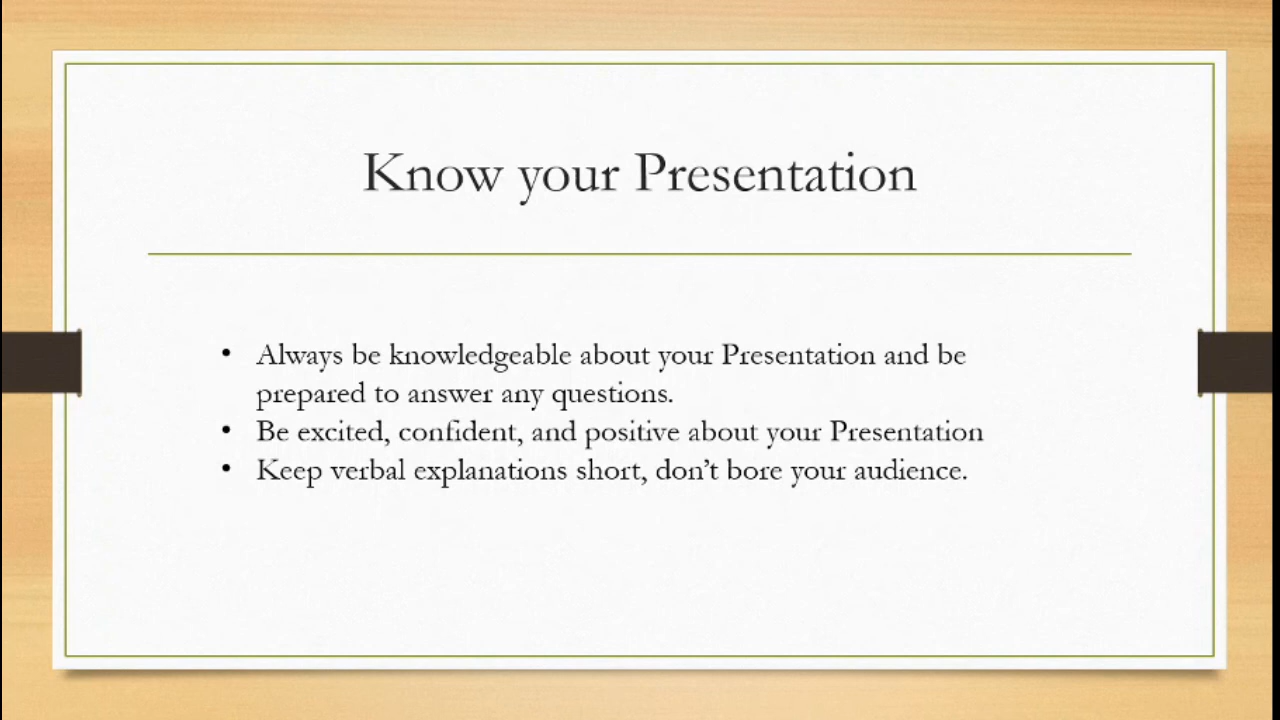 Know your Presentation
• Always be knowledgeable about your Presentation and be
prepared to answer any questions.
• Be excited, confident, and positive about your Presentation
• Keep verbal explanations short, don’t bore your audience.